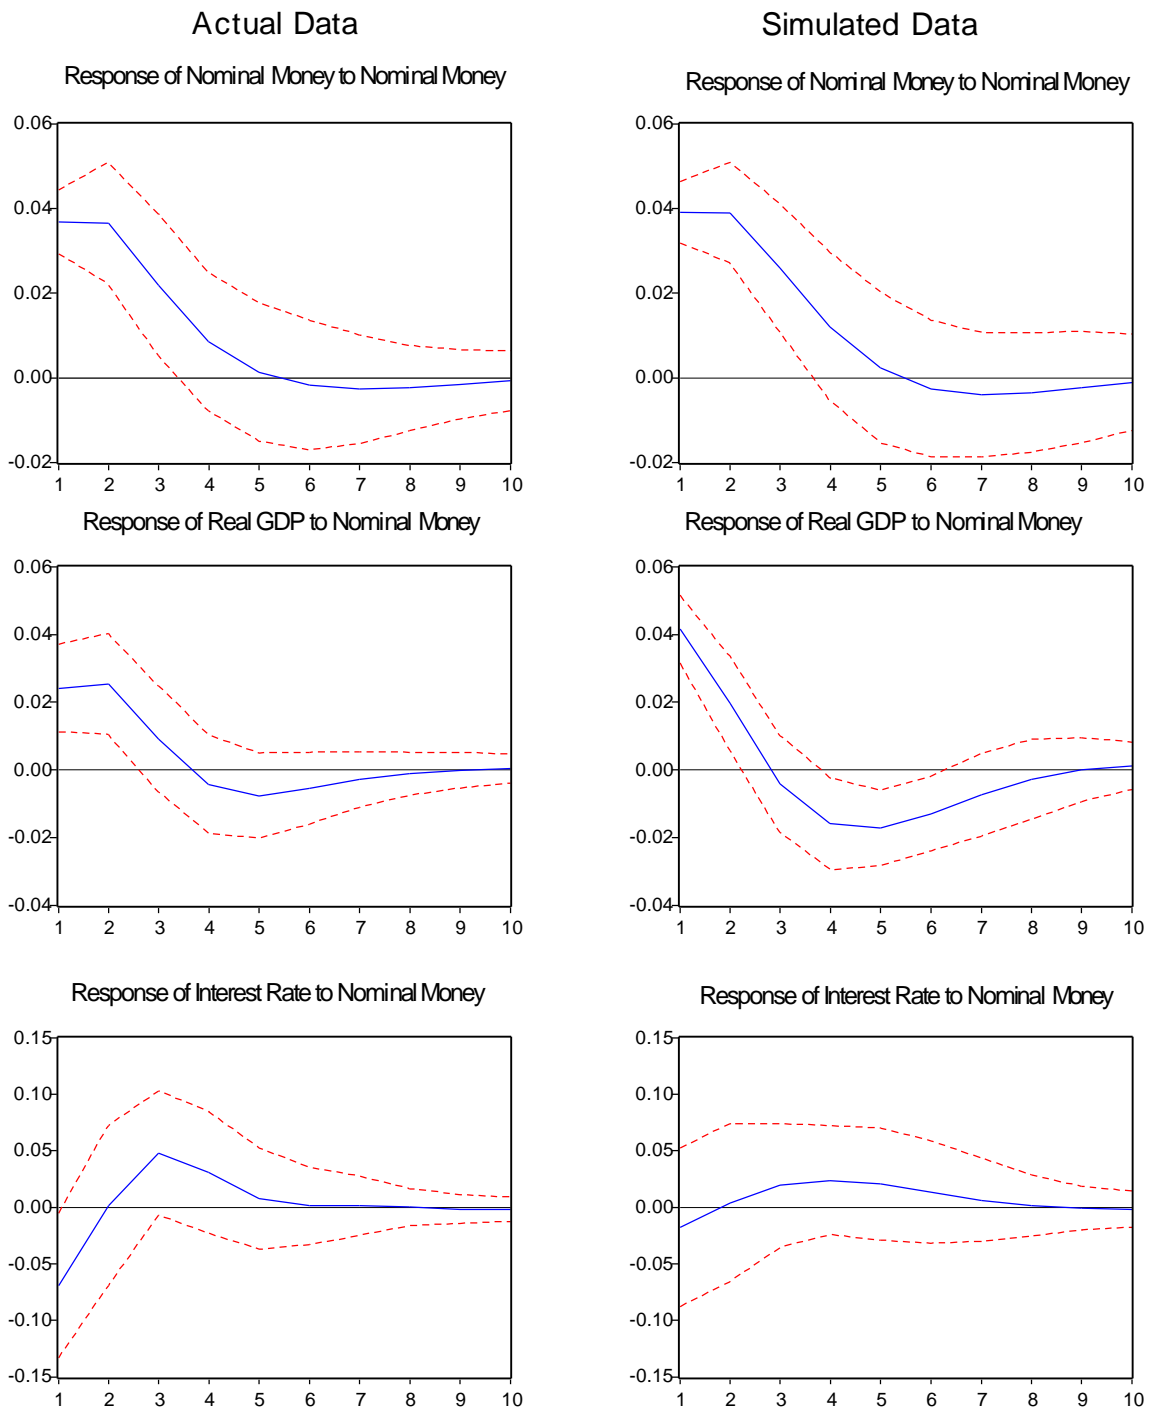 Actual Data
Simulated Data
Response of Nominal Money to Nominal Money
Response of Nominal Money to Nominal Money
0.06
0.04
0.02
0.00
-0.02
1 2 3 4 5 6 7 8 9 10
0.06
0.04
0.02
0.00
-0.02
1 2 3 4 5 6 7 8 9 10
Response of Real GDP to Nominal Money
Response of Real GDP to Nominal Money
0.06
0.04
0.02
0.00
-0.02
-0.04
1 2 3 4 5 6 7 8 9 10
0.06
0.04
0.02
0.00
-0.02
-0.04
1 2 3 4 5 6 7 8 9 10
Response of Interest Rate to Nominal Money
Response of Interest Rate to Nominal Money
0.15
0.10
0.05
0.00
-0.05
-0.10
-0.15
1 2 3 4 5 6 7 8 9 10
0.15
0.10
0.05
0.00
-0.05
-0.10
-0.15
1 2 3 4 5 6 7 8 9 10